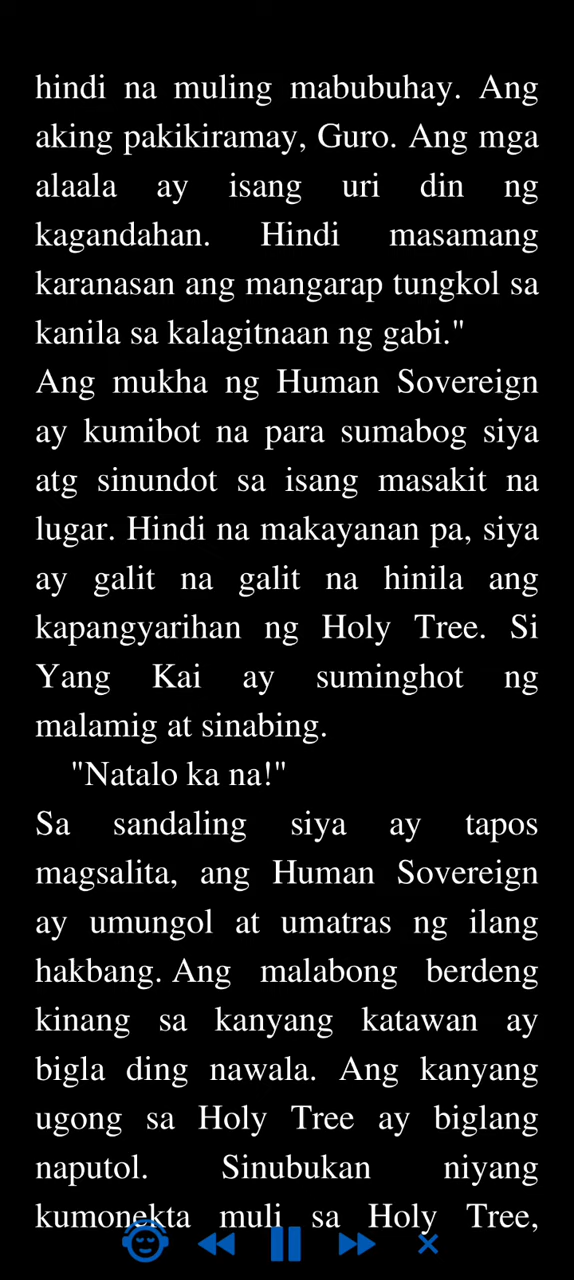 hindi na muling mabubuhay. Ang
aking pakikiramay, Guro. Ang mga
alaala ay isang uri din ng
kagandahan. Hindi masamang
karanasan ang mangarap tungkol sa
kanila sa kalagitnaan ng gabi."
Ang mukha ng Human Sovereign
ay kumibot na para sumabog siya
atg sinundot sa isang masakit na
lugar. Hindi na makayanan pa, siya
ay galit na galit na hinila ang
kapangyarihan ng Holy Tree. Si
Yang Kai ay suminghot ng
malamig at sinabing.
"Natalo ka na!"
Sa sandaling siya ay tapos
magsalita, ang Human Sovereign
ay umungol at umatras ng ilang
hakbang. Ang malabong berdeng
kinang sa kanyang katawan ay
bigla ding nawala. Ang kanyang
ugong sa Holy Tree ay biglang
naputol. Sinubukan niyang
kumonekta muli sa Holy Tree,